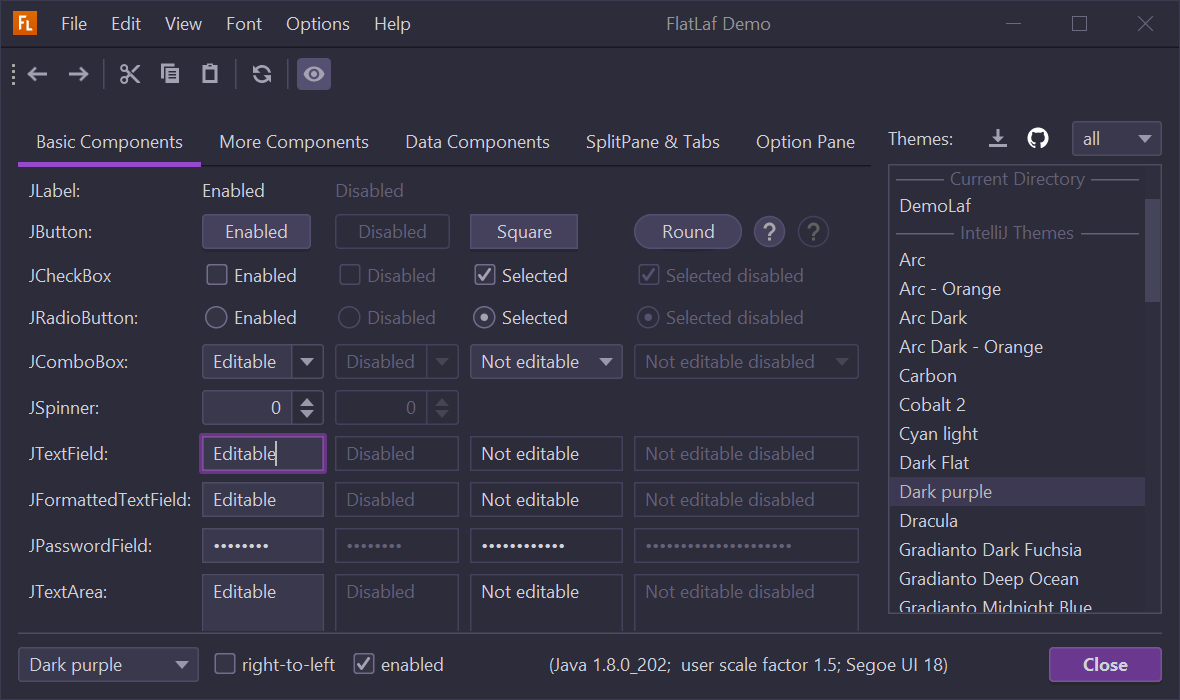 FL File Edit View Font Options Help FlatLaf Demo
Basic Components More Components Data Components SplitPane & Tabs Option Pane Themes: all
JLabel: Enabled Disabled
JButton: Enabled Disabled Square Round ? ?
JCheckBox Enabled Disabled Selected Selected disabled
JRadioButton: Enabled Disabled Selected Selected disabled
JComboBox: Editable Disabled Not editable Not editable disabled
JSpinner: 0 0
JTextField: Editable Disabled Not editable Not editable disabled
JFormattedTextField: Editable Disabled Not editable Not editable disabled
JPasswordField: •••••••• •••••••• •••••••••••• •••••••••••••••••••••
JTextArea: Editable Disabled Not editable Not editable disabled
Current Directory
DemoLaf
IntelliJ Themes
Arc
Arc - Orange
Arc Dark
Arc Dark - Orange
Carbon
Cobalt 2
Cyan light
Dark Flat
Dark purple
Dracula
Gradianto Dark Fuchsia
Gradianto Deep Ocean
Gradianto Midnight Blue
Dark purple right-to-left enabled (Java 1.8.0_202; user scale factor 1.5; Segoe UI 18) Close